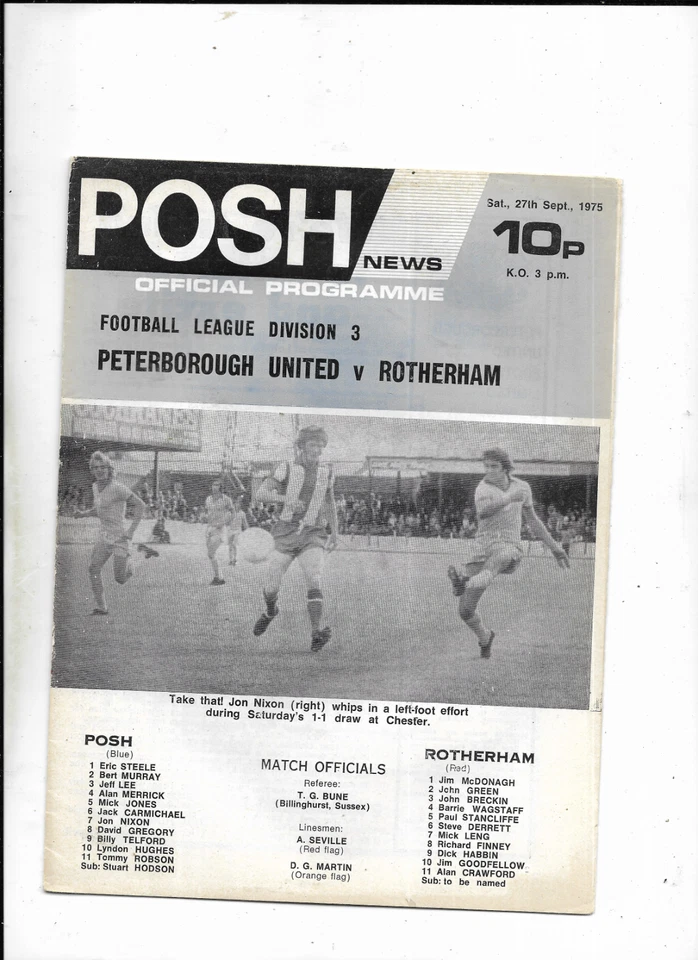 POSH
NEWS
OFFICIAL PROGRAMME
Sat., 27th Sept., 1975
10p
K.O. 3 p.m.
FOOTBALL LEAGUE DIVISION 3
PETERBOROUGH UNITED v ROTHERHAM
Take that! Jon Nixon (right) whips in a left-foot effort
during Saturday's 1-1 draw at Chester.
POSH
(Blue)
1 Eric STEELE
2 Bert MURRAY
3 Jeff LEE
4 Alan MERRICK
5 Mick JONES
6 Jack CARMICHAEL
7 Jon NIXON
8 David GREGORY
9 Billy TELFORD
10 Lyndon HUGHES
11 Tommy ROBSON
Sub: Stuart HODSON
MATCH OFFICIALS
Referee:
T. G. BUNE
(Billinghurst, Sussex)
Linesmen:
A. SEVILLE
(Red flag)
D. G. MARTIN
(Orange flag)
ROTHERHAM
(Red)
1 Jim McDONAGH
2 John GREEN
3 John BRECKIN
4 Barrie WAGSTAFF
5 Paul STANCLIFFE
6 Steve DERRETT
7 Mick LENG
8 Richard FINNEY
9 Dick HABBIN
10 Jim GOODFELLOW
11 Alan CRAWFORD
Sub: to be named